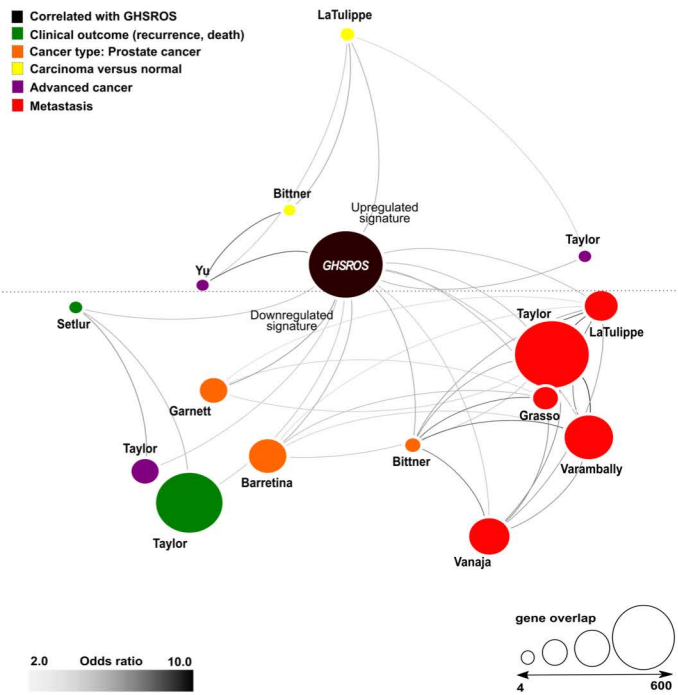 Correlated with GHSROS
Clinical outcome (recurrence, death)
Cancer type: Prostate cancer
Carcinoma versus normal
Advanced cancer
Metastasis
LaTulippe
Bittner
Upregulated
signature
Taylor
Yu
GHSROS
Setlur
Downregulated
signature
Taylor
LaTulippe
Garnett
Grasso
Taylor
Barretina
Bittner
Varambally
Taylor
Vanaja
gene overlap
4 600
2.0 Odds ratio 10.0